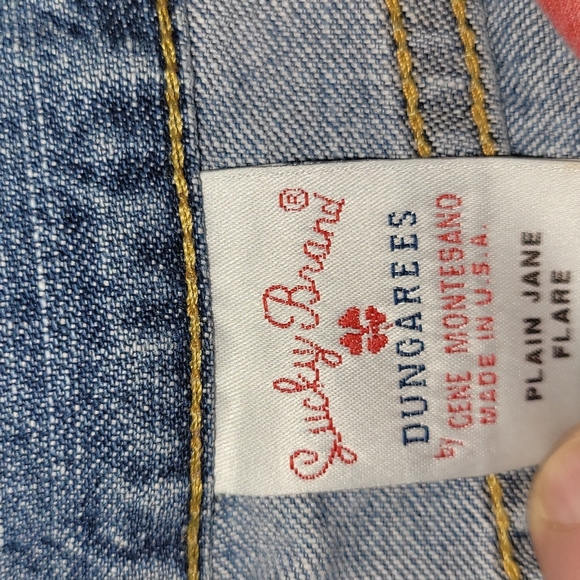 Lucky Brand®
DUNGAREES
by GENE MONTESANO
MADE IN U.S.A.
PLAIN JANE
FLARE